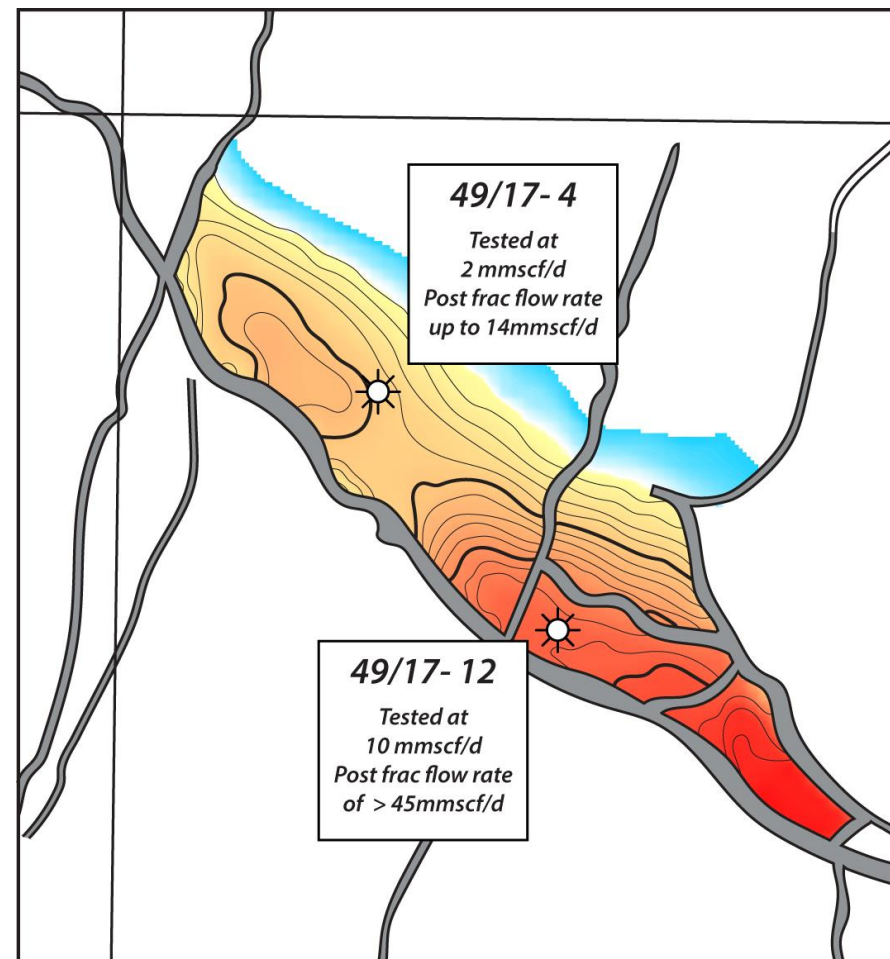 49/17- 4
Tested at
2 mmscf/d
Post frac flow rate
up to 14mmscf/d
49/17- 12
Tested at
10 mmscf/d
Post frac flow rate
of > 45mmscf/d